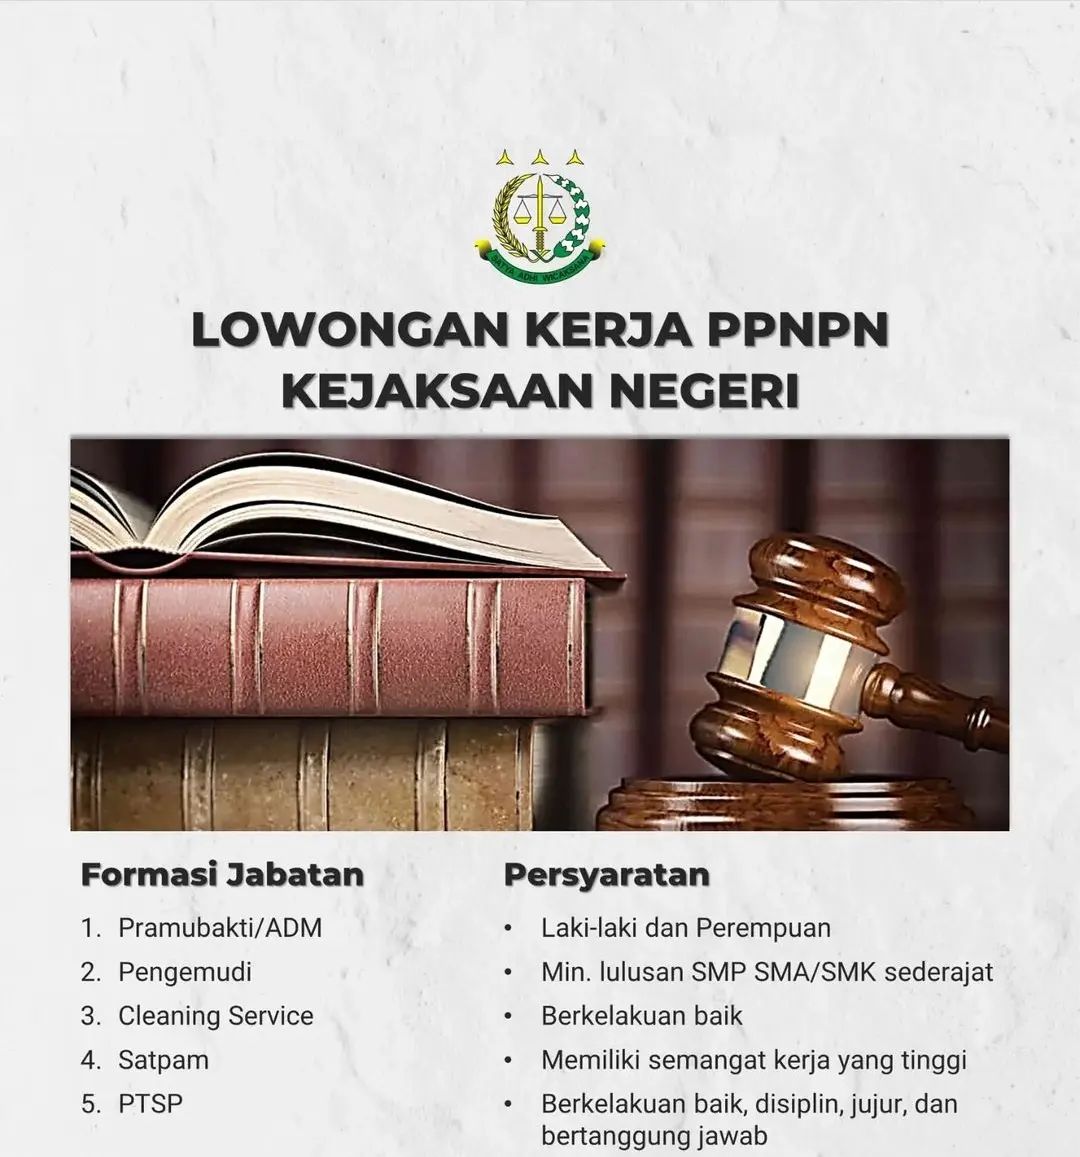 SATYA ADHI WICAKSANA
LOWONGAN KERJA PPNPN
KEJAKSAAN NEGERI
Formasi Jabatan
1. Pramubakti/ADM
2. Pengemudi
3. Cleaning Service
4. Satpam
5. PTSP
Persyaratan
• Laki-laki dan Perempuan
• Min. lulusan SMP SMA/SMK sederajat
• Berkelakuan baik
• Memiliki semangat kerja yang tinggi
• Berkelakuan baik, disiplin, jujur, dan
bertanggung jawab